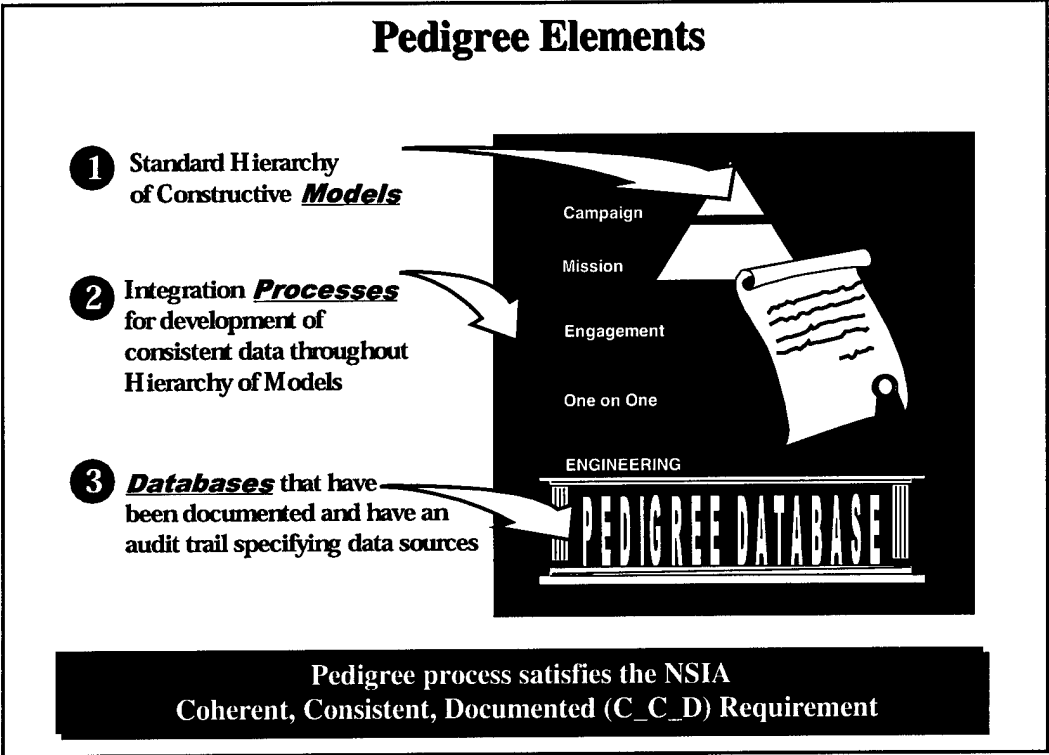 Pedigree Elements
1 Standard Hierarchy
of Constructive Models
2 Integration Processes
for development of
consistent data throughout
Hierarchy of Models
3 Databases that have
been documented and have an
audit trail specifying data sources
Campaign
Mission
Engagement
One on One
ENGINEERING
PEDIGREE DATABASE
Pedigree process satisfies the NSIA
Coherent, Consistent, Documented (C_C_D) Requirement